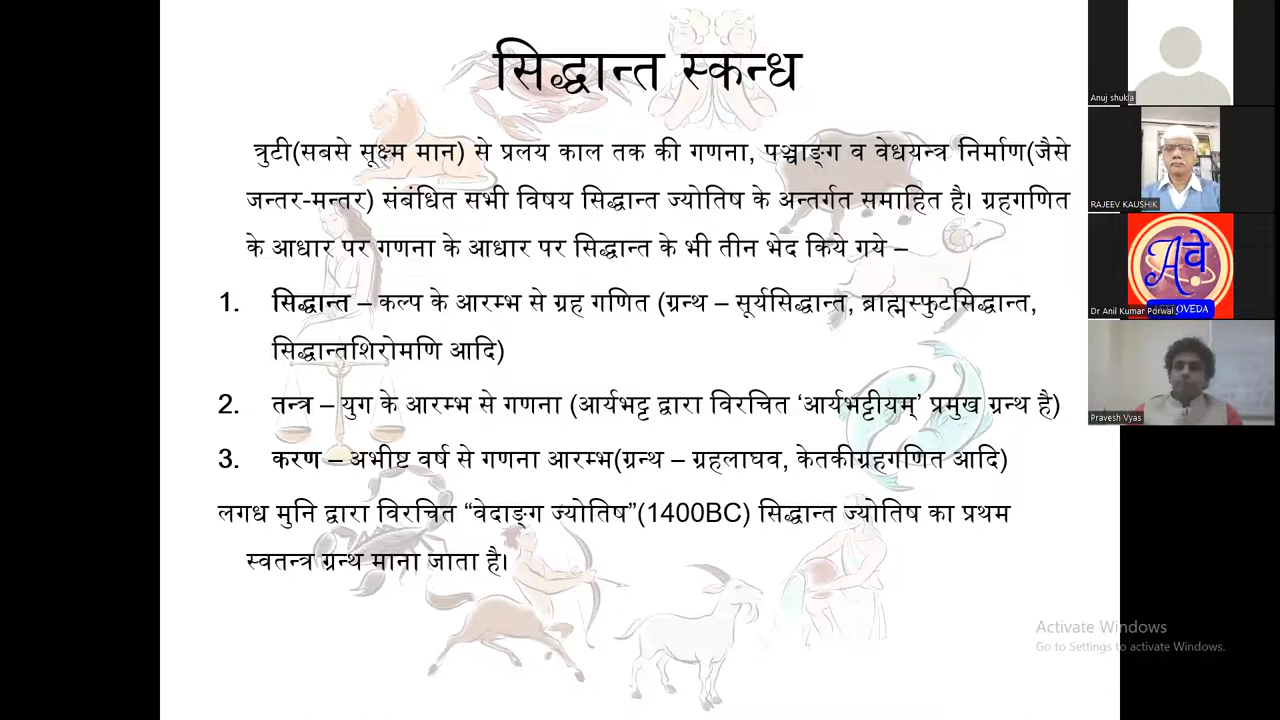 सिद्धान्त स्कन्ध
त्रुटी(सबसे सूक्ष्म मान) से प्रलय काल तक की गणना, पञ्चाङ्ग व वेधयन्त्र निर्माण(जैसे
जन्तर-मन्तर) संबंधित सभी विषय सिद्धान्त ज्योतिष के अन्तर्गत समाहित है। ग्रहगणित
के आधार पर गणना के आधार पर सिद्धान्त के भी तीन भेद किये गये –
1. सिद्धान्त – कल्प के आरम्भ से ग्रह गणित (ग्रन्थ – सूर्यसिद्धान्त, ब्राह्मस्फुटसिद्धान्त,
सिद्धान्तशिरोमणि आदि)
2. तन्त्र – युग के आरम्भ से गणना (आर्यभट्ट द्वारा विरचित ‘आर्यभट्टीयम्’ प्रमुख ग्रन्थ है)
3. करण – अभीष्ट वर्ष से गणना आरम्भ(ग्रन्थ – ग्रहलाघव, केतकीग्रहगणित आदि)
लगध मुनि द्वारा विरचित “वेदाङ्ग ज्योतिष”(1400BC) सिद्धान्त ज्योतिष का प्रथम
स्वतन्त्र ग्रन्थ माना जाता है।
Anuj shukla
RAJEEV KAUSHIK
Aवे
OVEDA
Dr Anil Kumar Porwal
Pravesh Vyas
Activate Windows
Go to Settings to activate Windows.